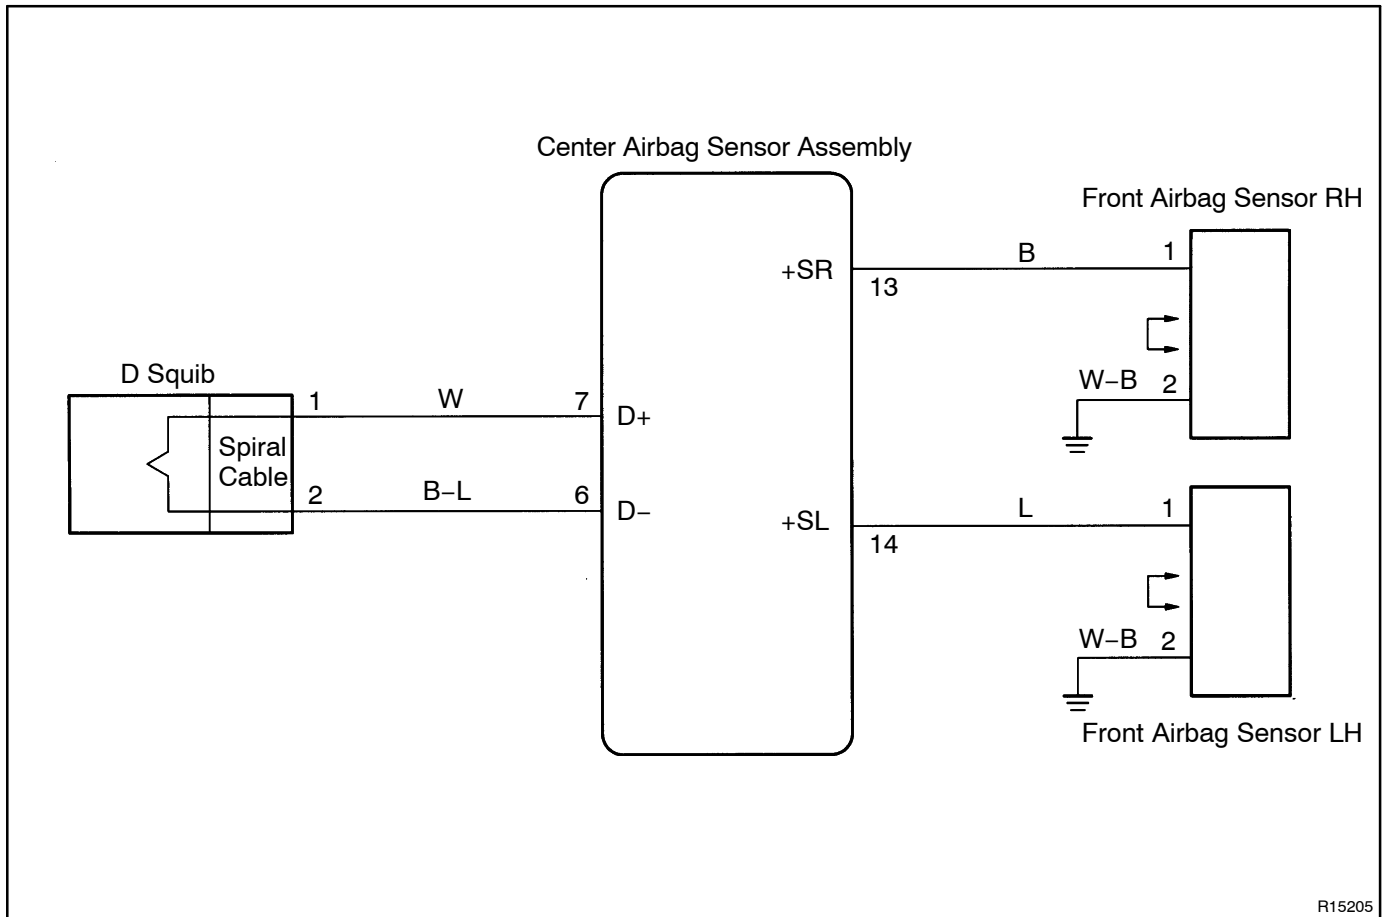 Center Airbag Sensor Assembly
Front Airbag Sensor RH
+SR
13
B
1
W–B
2
D Squib
Spiral
Cable
1
W
7
D+
2
B–L
6
D–
+SL
14
L
1
W–B
2
Front Airbag Sensor LH
R15205